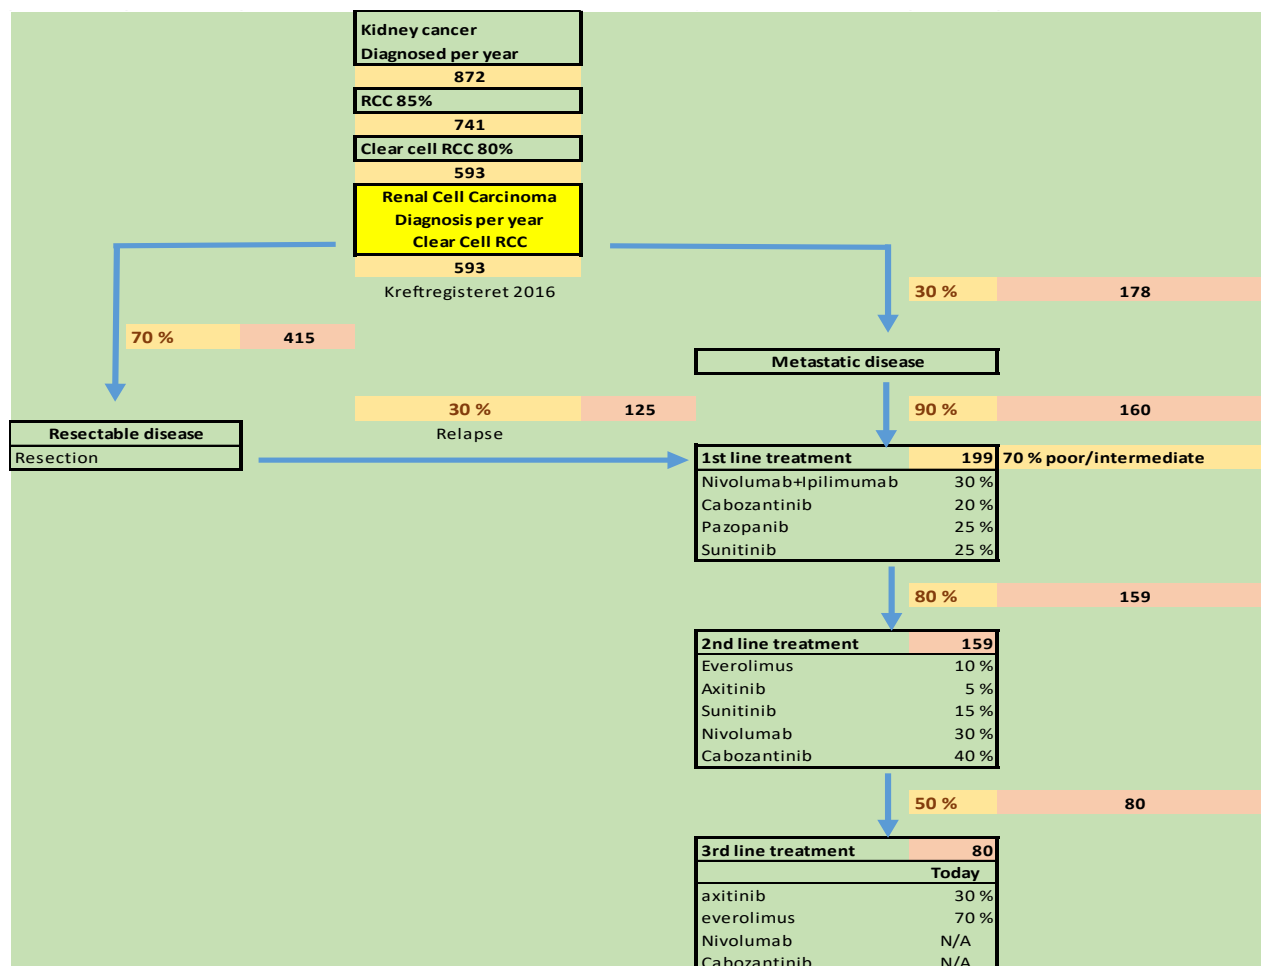 Kidney cancer
Diagnosed per year
872
RCC 85%
741
Clear cell RCC 80%
593
Renal Cell Carcinoma
Diagnosis per year
Clear Cell RCC
593
Kreftregisteret 2016
30 % 178
70 % 415
Metastatic disease
30 % 125
90 % 160
Relapse
Resectable disease
Resection
1st line treatment 199 70 % poor/intermediate
Nivolumab+Ipilimumab 30 %
Cabozantinib 20 %
Pazopanib 25 %
Sunitinib 25 %
80 % 159
2nd line treatment 159
Everolimus 10 %
Axitinib 5 %
Sunitinib 15 %
Nivolumab 30 %
Cabozantinib 40 %
50 % 80
3rd line treatment 80
Today
axitinib 30 %
everolimus 70 %
Nivolumab N/A
Cabozantinib N/A